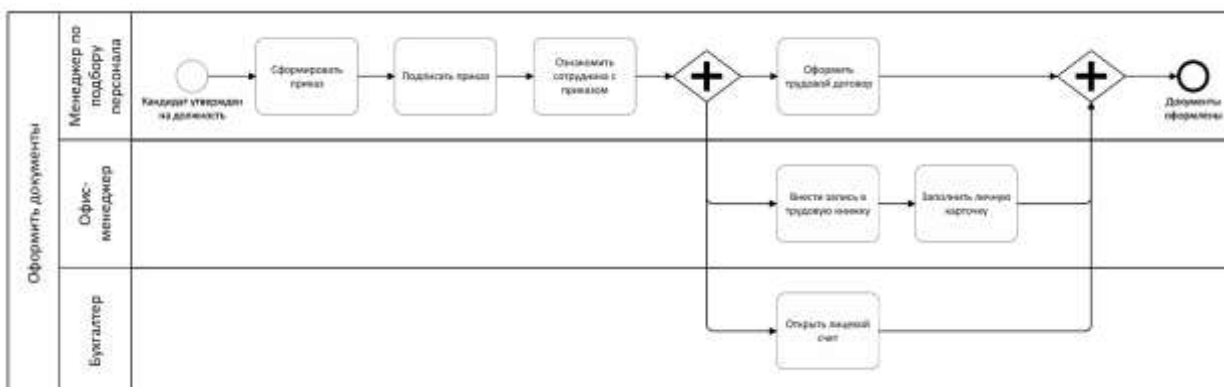 Оформить документы
Менеджер по
подбору
персонала
Кандидат утвержден
на должность
Сформировать
приказ
Подписать приказ
Ознакомить
сотрудника с
приказом
Оформить
трудовой договор
Документы
оформлены
Офис-
менеджер
Внести запись в
трудовую книжку
Заполнить личную
карточку
Бухгалтер
Открыть лицевой
счет